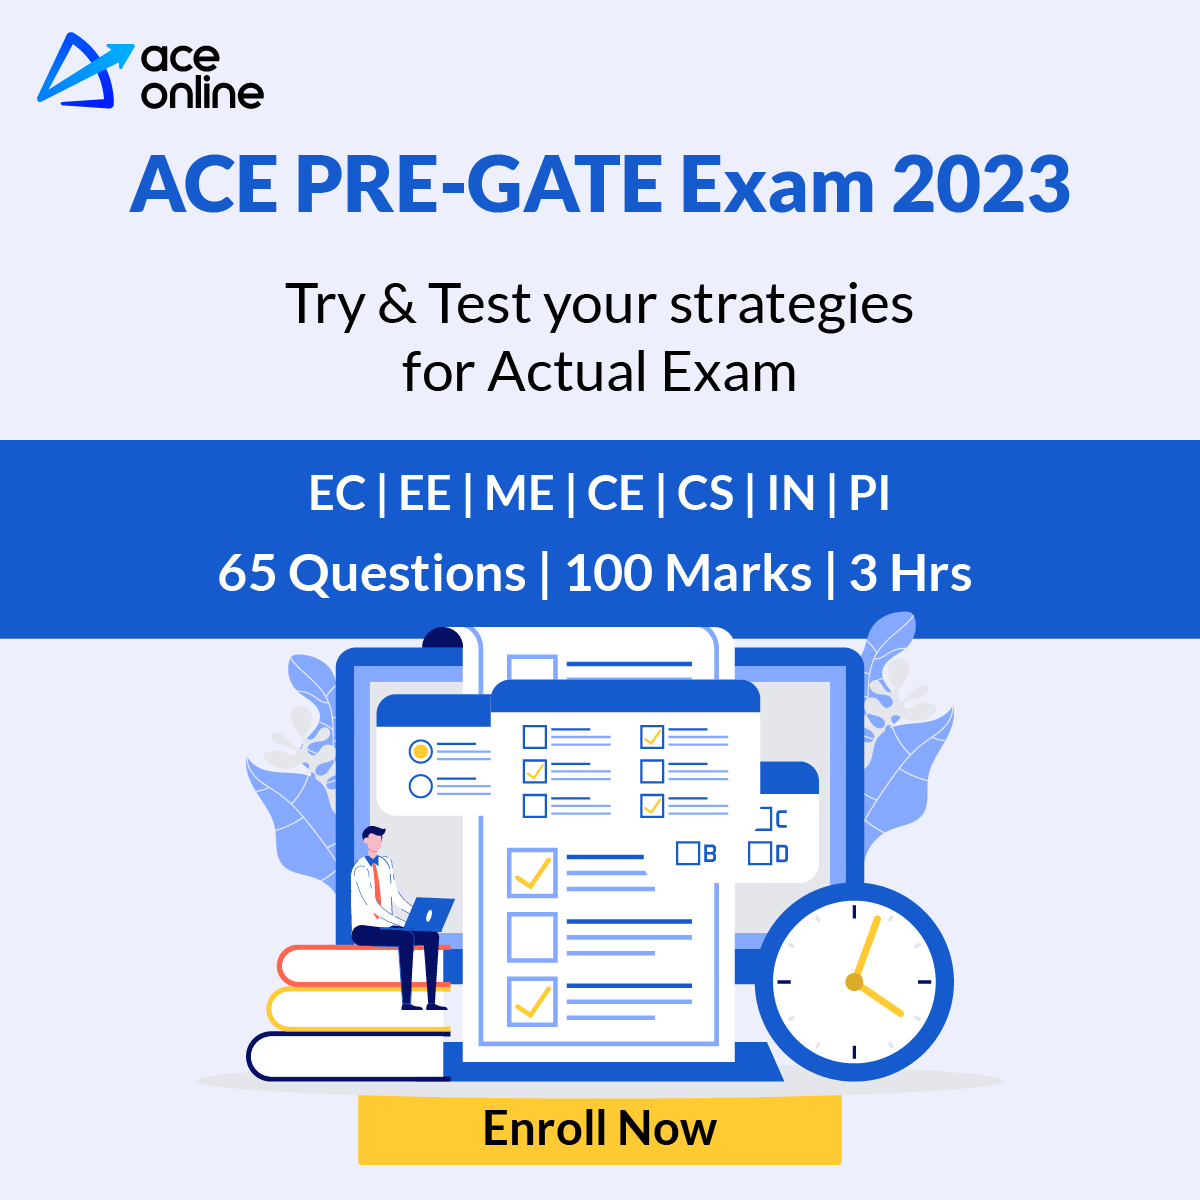 ace
online
ACE PRE-GATE Exam 2023
Try & Test your strategies
for Actual Exam
EC | EE | ME | CE | CS | IN | PI
65 Questions | 100 Marks | 3 Hrs
C
B D
Enroll Now